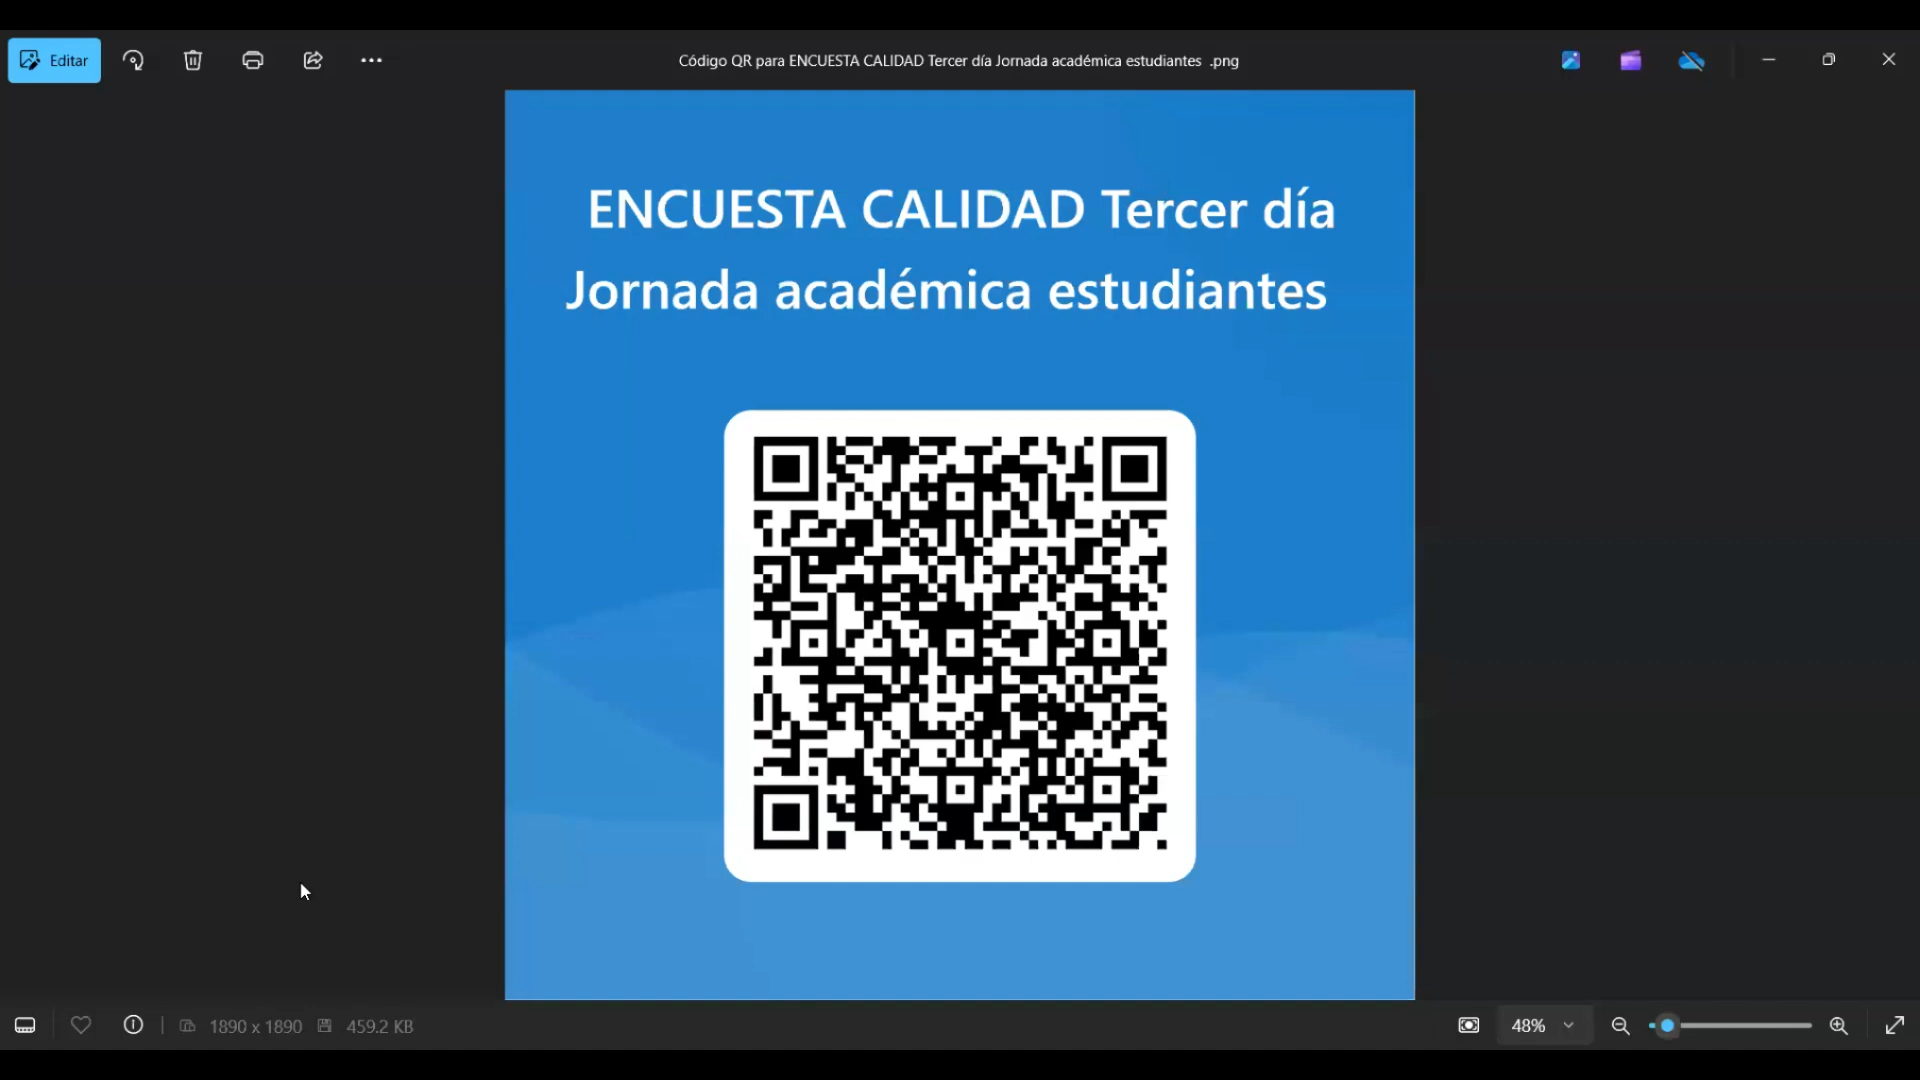 Editar
Código QR para ENCUESTA CALIDAD Tercer día Jornada académica estudiantes .png
ENCUESTA CALIDAD Tercer día
Jornada académica estudiantes
1890 x 1890
459.2 KB
48%